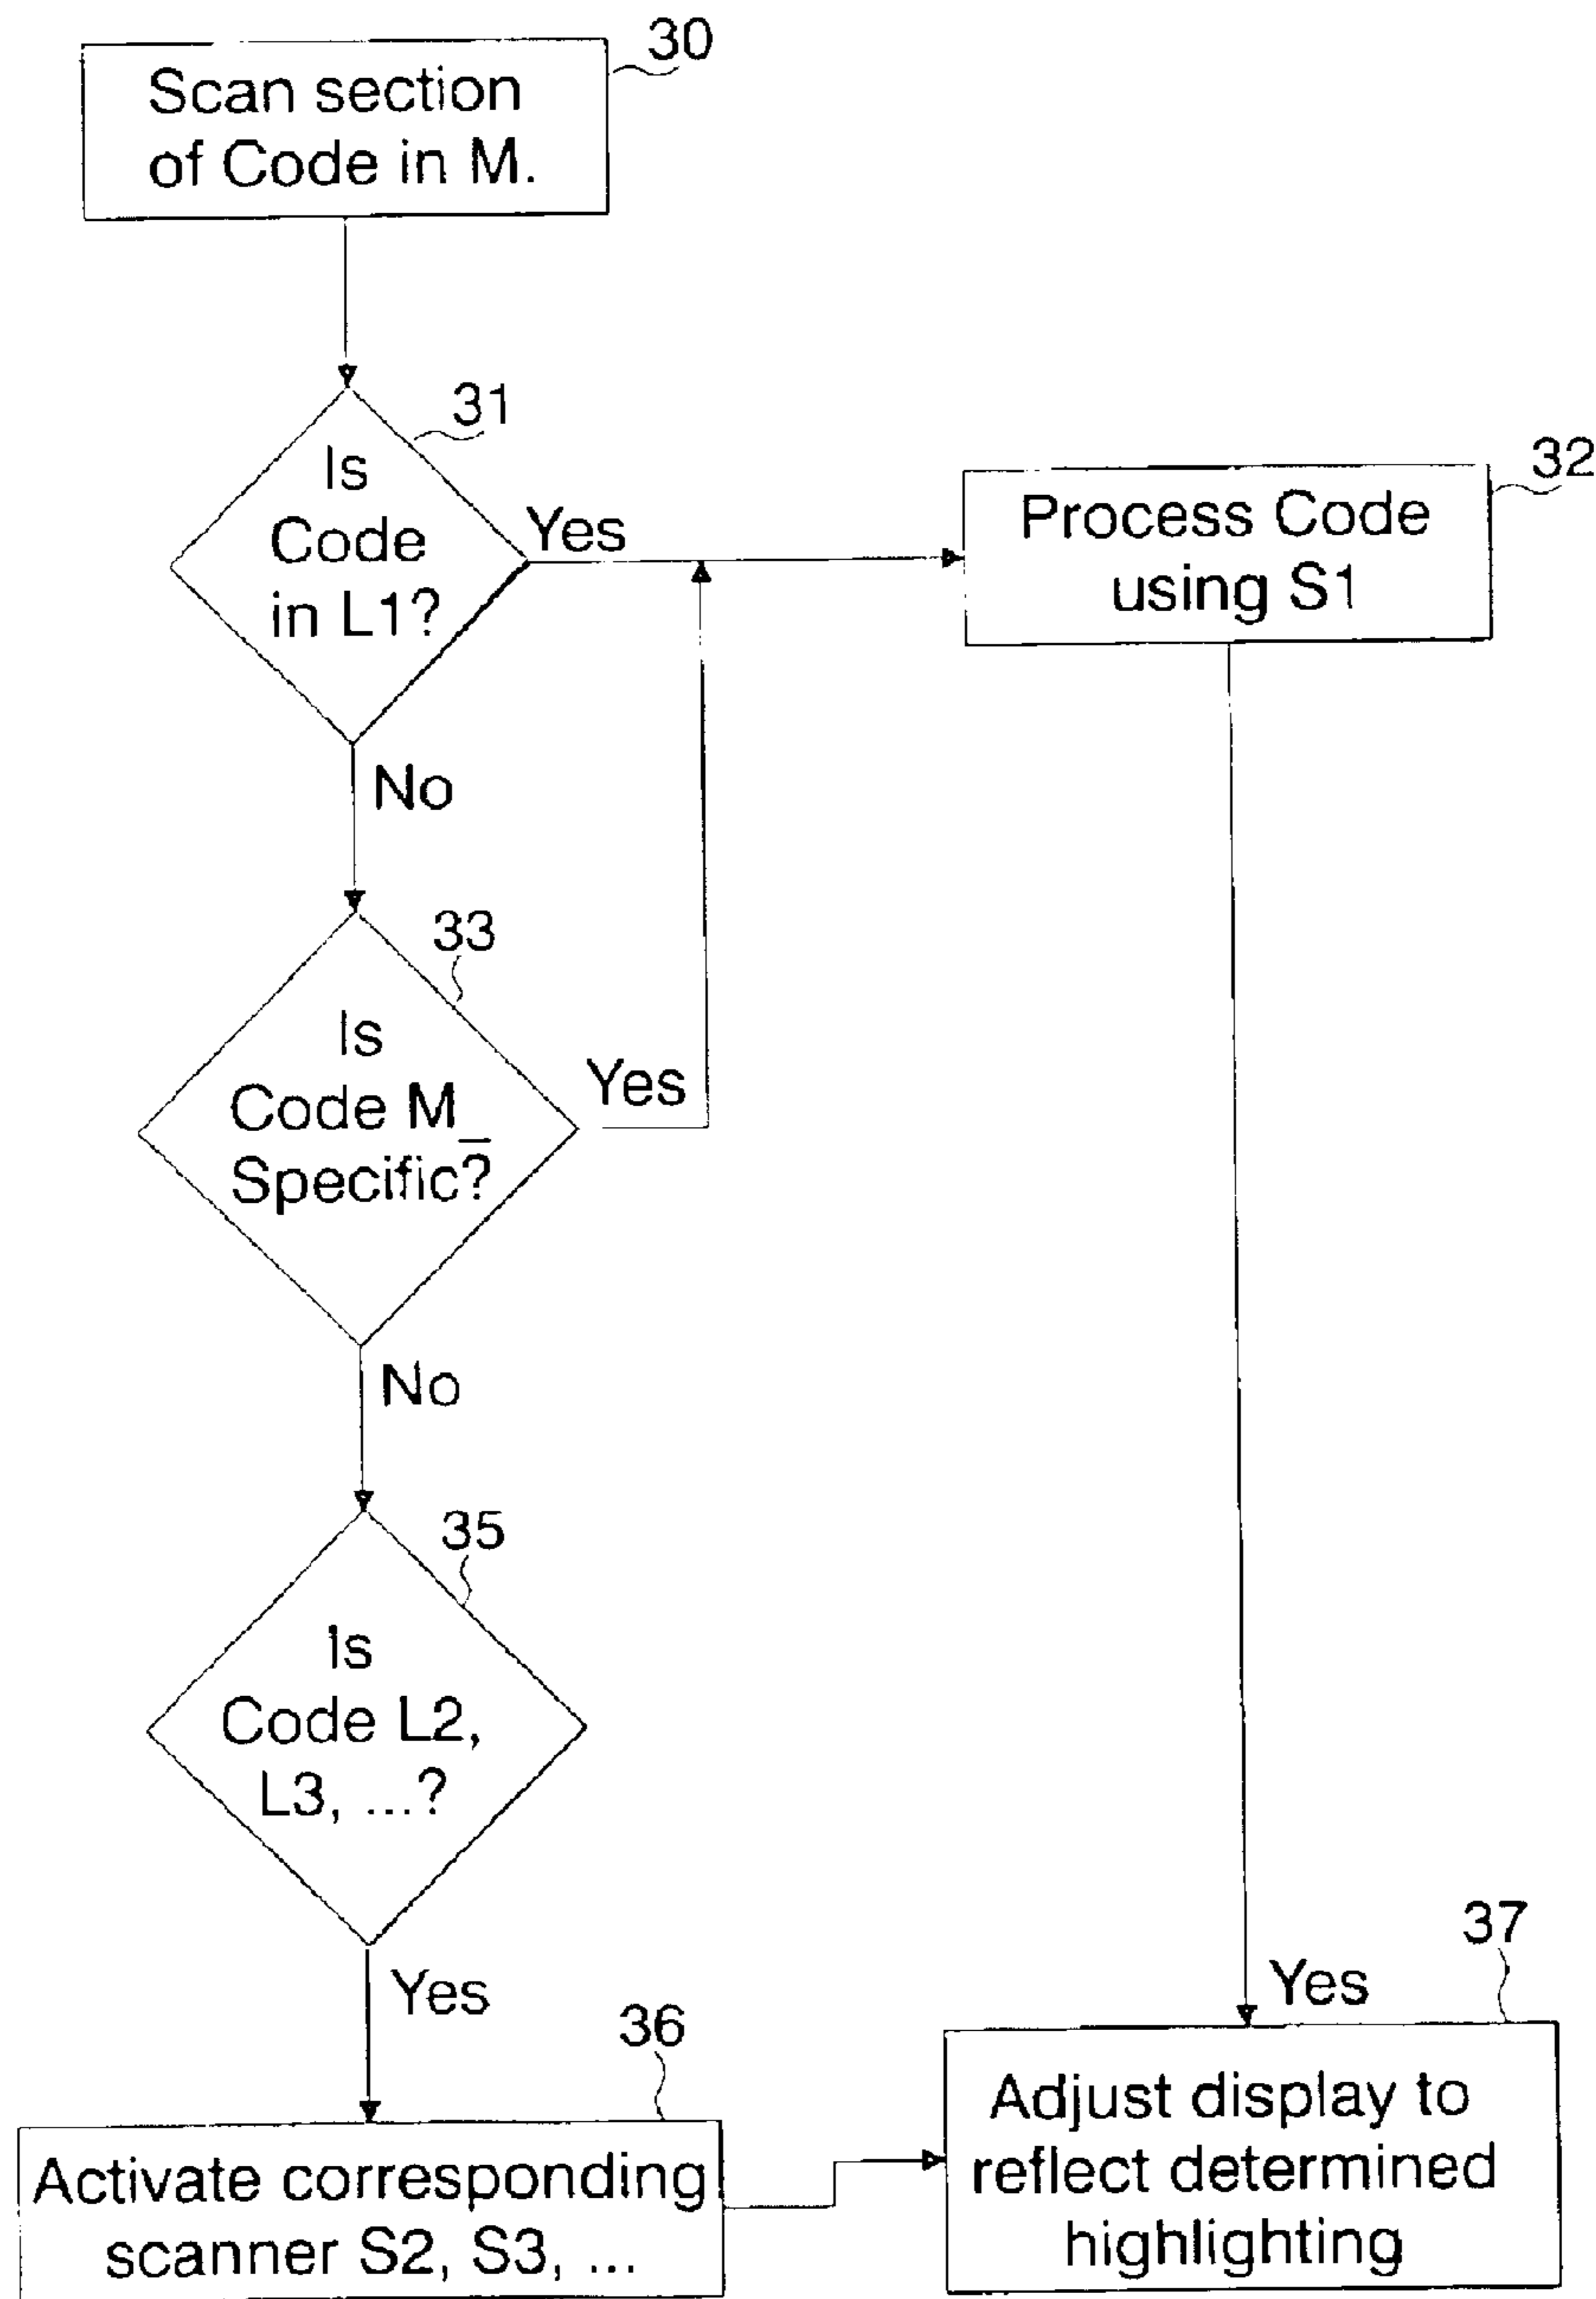 30
Scan section
of Code in M.
31
Is
Code
in L1?
Yes
32
Process Code
using S1
No
33
Is
Code M_
Specific?
Yes
No
35
Is
Code L2,
L3, ...?
Yes
36
Activate corresponding
scanner S2, S3, ...
Yes
37
Adjust display to
reflect determined
highlighting